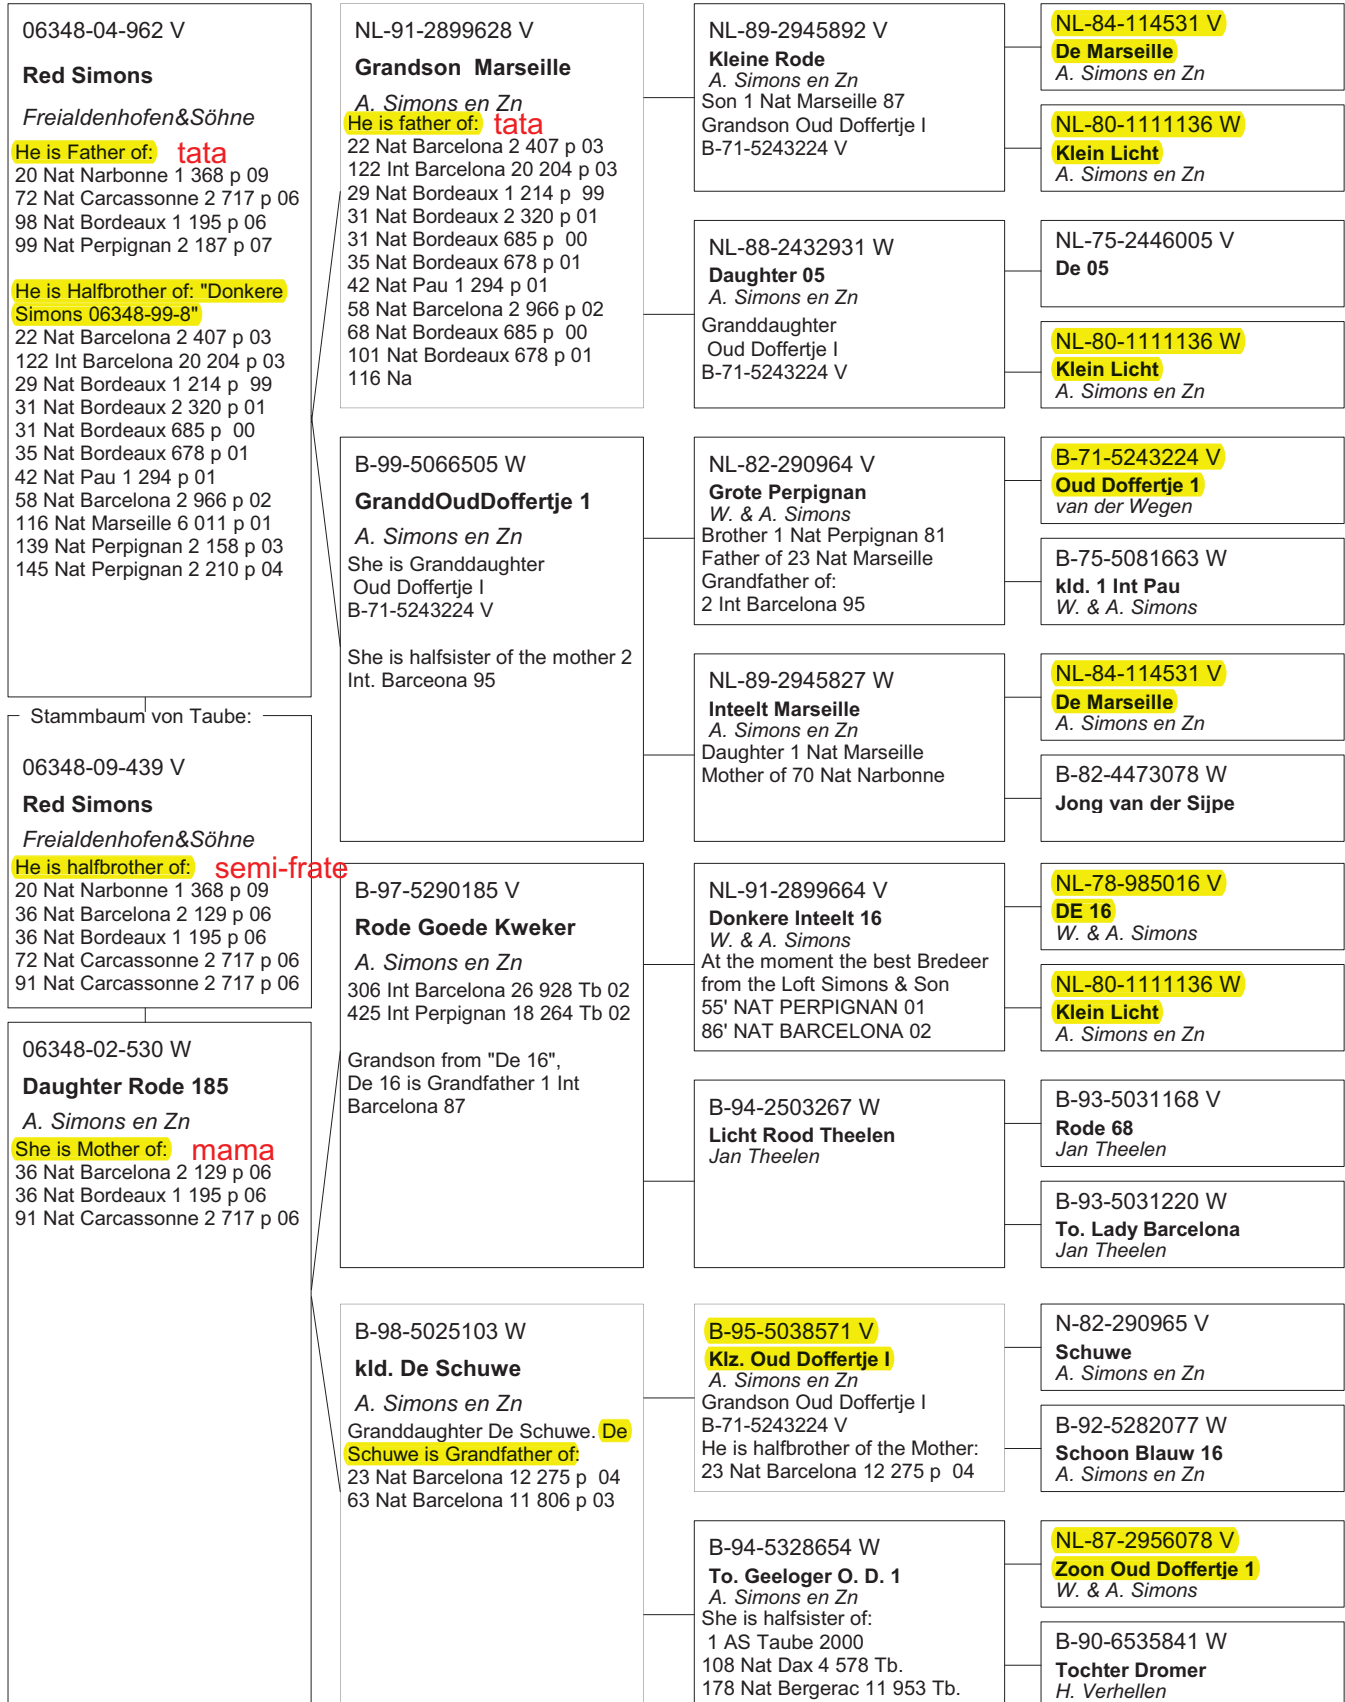 06348-04-962 V
Red Simons
Freialdenhofen&Söhne
He is Father of: tata
20 Nat Narbonne 1 368 p 09
72 Nat Carcassonne 2 717 p 06
98 Nat Bordeaux 1 195 p 06
99 Nat Perpignan 2 187 p 07
He is Halfbrother of: "Donkere
Simons 06348-99-8"
22 Nat Barcelona 2 407 p 03
122 Int Barcelona 20 204 p 03
29 Nat Bordeaux 1 214 p 99
31 Nat Bordeaux 2 320 p 01
31 Nat Bordeaux 685 p 00
35 Nat Bordeaux 678 p 01
42 Nat Pau 1 294 p 01
58 Nat Barcelona 2 966 p 02
116 Nat Marseille 6 011 p 01
139 Nat Perpignan 2 158 p 03
145 Nat Perpignan 2 210 p 04
Stammbaum von Taube:
06348-09-439 V
Red Simons
Freialdenhofen&Söhne
He is halfbrother of: semi-frate
20 Nat Narbonne 1 368 p 09
36 Nat Barcelona 2 129 p 06
36 Nat Bordeaux 1 195 p 06
72 Nat Carcassonne 2 717 p 06
91 Nat Carcassonne 2 717 p 06
06348-02-530 W
Daughter Rode 185
A. Simons en Zn
She is Mother of: mama
36 Nat Barcelona 2 129 p 06
36 Nat Bordeaux 1 195 p 06
91 Nat Carcassonne 2 717 p 06
NL-91-2899628 V
Grandson Marseille
A. Simons en Zn
He is father of: tata
22 Nat Barcelona 2 407 p 03
122 Int Barcelona 20 204 p 03
29 Nat Bordeaux 1 214 p 99
31 Nat Bordeaux 2 320 p 01
31 Nat Bordeaux 685 p 00
35 Nat Bordeaux 678 p 01
42 Nat Pau 1 294 p 01
58 Nat Barcelona 2 966 p 02
68 Nat Bordeaux 685 p 00
101 Nat Bordeaux 678 p 01
116 Na
B-99-5066505 W
GranddOudDoffertje 1
A. Simons en Zn
She is Granddaughter
Oud Doffertje I
B-71-5243224 V
She is halfsister of the mother 2
Int. Barceona 95
B-97-5290185 V
Rode Goede Kweker
A. Simons en Zn
306 Int Barcelona 26 928 Tb 02
425 Int Perpignan 18 264 Tb 02
Grandson from "De 16",
De 16 is Grandfather 1 Int
Barcelona 87
B-98-5025103 W
kld. De Schuwe
A. Simons en Zn
Granddaughter De Schuwe. De
Schuwe is Grandfather of:
23 Nat Barcelona 12 275 p 04
63 Nat Barcelona 11 806 p 03
NL-89-2945892 V
Kleine Rode
A. Simons en Zn
Son 1 Nat Marseille 87
Grandson Oud Doffertje I
B-71-5243224 V
NL-88-2432931 W
Daughter 05
A. Simons en Zn
Granddaughter
Oud Doffertje I
B-71-5243224 V
NL-82-290964 V
Grote Perpignan
W. & A. Simons
Brother 1 Nat Perpignan 81
Father of 23 Nat Marseille
Grandfather of:
2 Int Barcelona 95
NL-89-2945827 W
Inteelt Marseille
A. Simons en Zn
Daughter 1 Nat Marseille
Mother of 70 Nat Narbonne
NL-91-2899664 V
Donkere Inteelt 16
W. & A. Simons
At the moment the best Bredeer
from the Loft Simons & Son
55' NAT PERPIGNAN 01
86' NAT BARCELONA 02
B-94-2503267 W
Licht Rood Theelen
Jan Theelen
B-95-5038571 V
Klz. Oud Doffertje I
A. Simons en Zn
Grandson Oud Doffertje I
B-71-5243224 V
He is halfbrother of the Mother:
23 Nat Barcelona 12 275 p 04
B-94-5328654 W
To. Geeloger O. D. 1
A. Simons en Zn
She is halfsister of:
1 AS Taube 2000
108 Nat Dax 4 578 Tb.
178 Nat Bergerac 11 953 Tb.
NL-84-114531 V
De Marseille
A. Simons en Zn
NL-80-1111136 W
Klein Licht
A. Simons en Zn
NL-75-2446005 V
De 05
NL-80-1111136 W
Klein Licht
A. Simons en Zn
B-71-5243224 V
Oud Doffertje 1
van der Wegen
B-75-5081663 W
kld. 1 Int Pau
W. & A. Simons
NL-84-114531 V
De Marseille
A. Simons en Zn
B-82-4473078 W
Jong van der Sijpe
NL-78-985016 V
DE 16
W. & A. Simons
NL-80-1111136 W
Klein Licht
A. Simons en Zn
B-93-5031168 V
Rode 68
Jan Theelen
B-93-5031220 W
To. Lady Barcelona
Jan Theelen
N-82-290965 V
Schuwe
A. Simons en Zn
B-92-5282077 W
Schoon Blauw 16
A. Simons en Zn
NL-87-2956078 V
Zoon Oud Doffertje 1
W. & A. Simons
B-90-6535841 W
Tochter Dromer
H. Verhellen